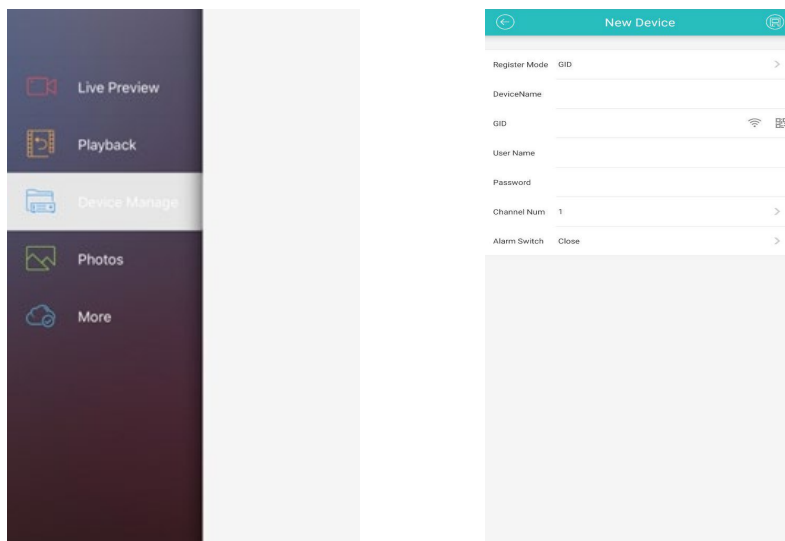 Live Preview
Playback
Device Manage
Photos
More
New Device
Register Mode GID
DeviceName
GID
User Name
Password
Channel Num 1
Alarm Switch Close